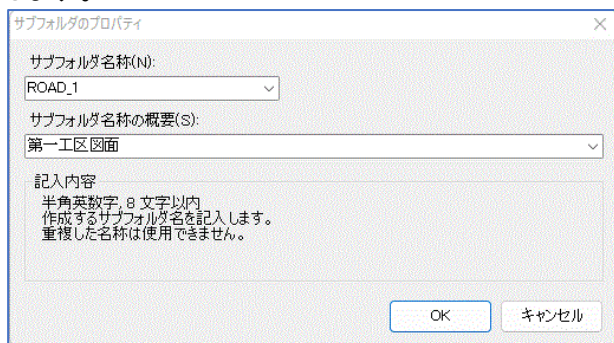 サブフォルダのプロパティ
サブフォルダ名称(N):
ROAD_1
サブフォルダ名称の概要(S):
第一工区図面
記入内容
半角英数字, 8 文字以内
作成するサブフォルダ名を記入します。
重複した名称は使用できません。
OK キャンセル